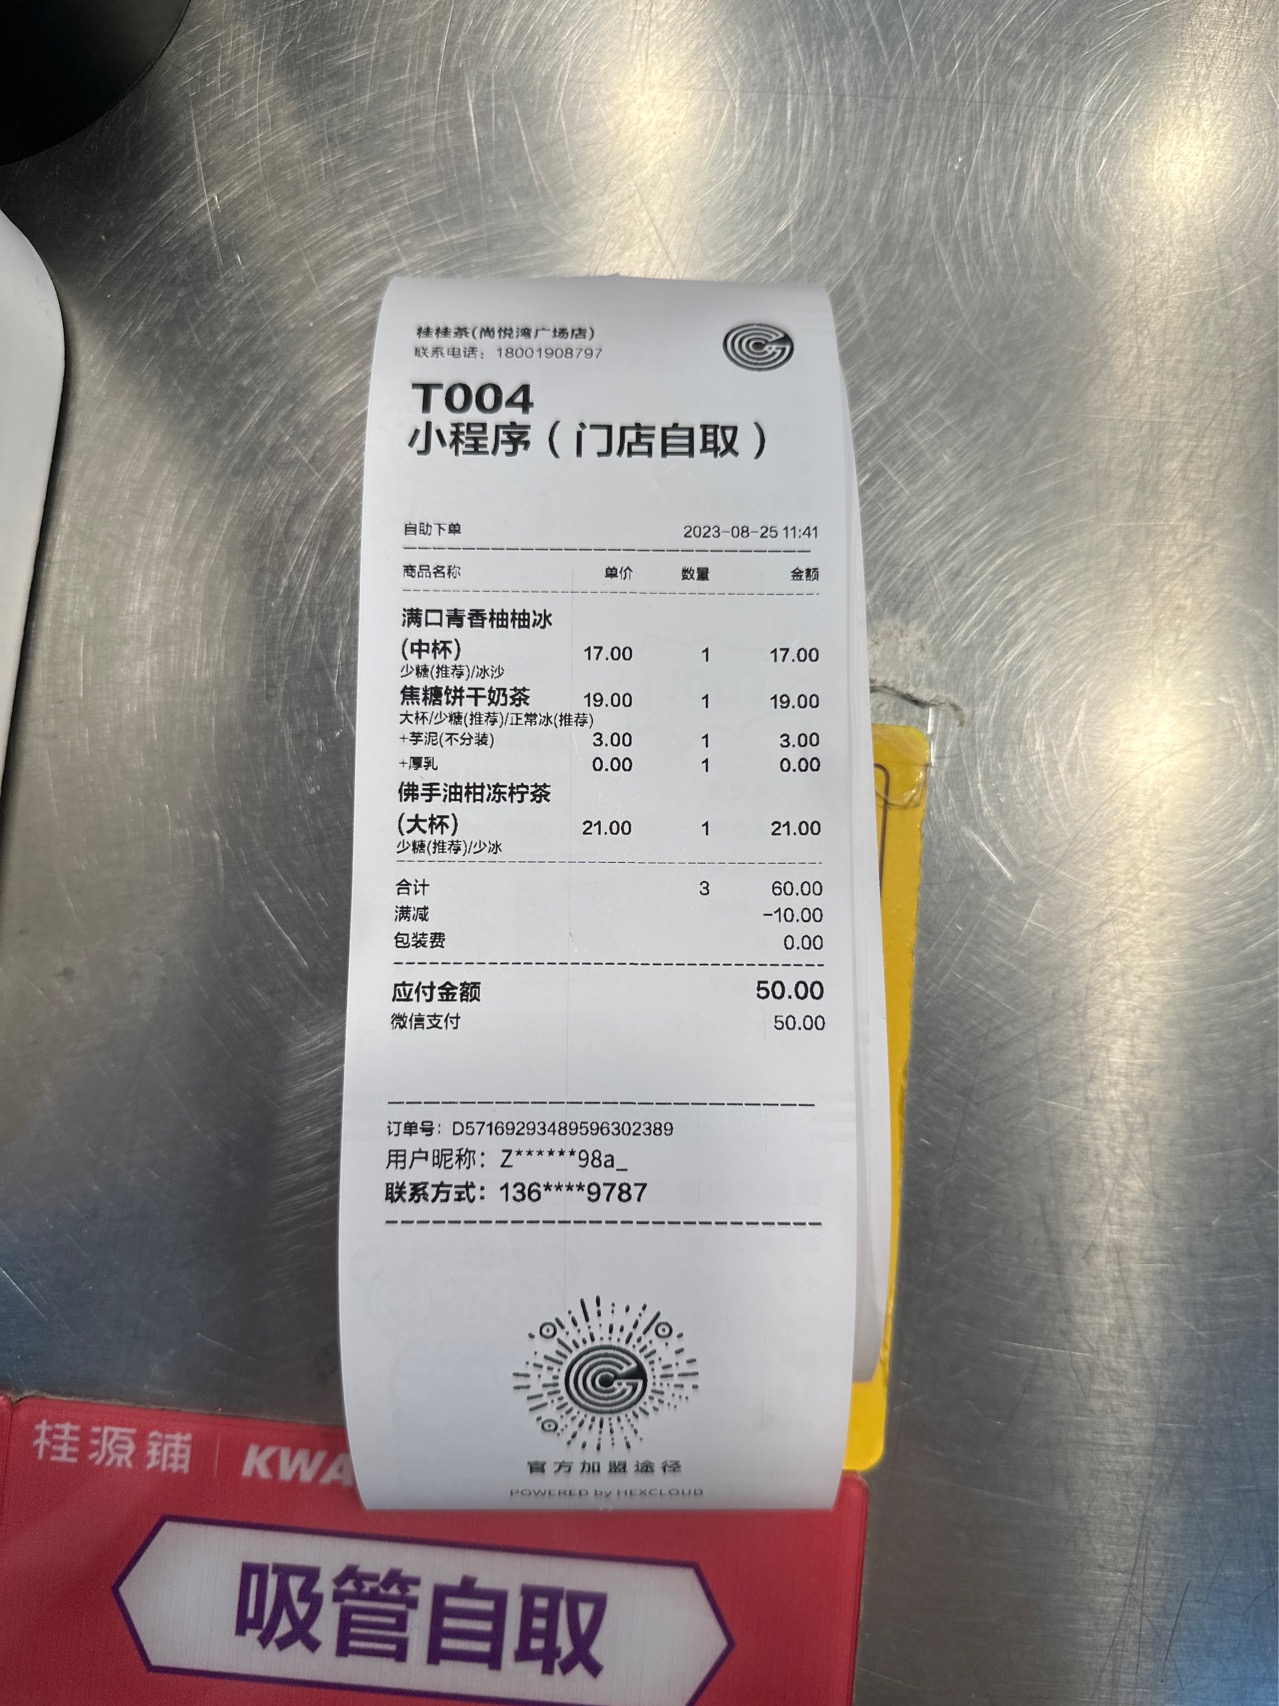 桂桂茶(尚悦湾广场店)
联系电话：18001908797
T004
小程序（门店自取）
自助下单 2023-08-25 11:41
商品名称 单价 数量 金额
满口青香柚柚冰
(中杯) 17.00 1 17.00
少糖(推荐)/冰沙
焦糖饼干奶茶 19.00 1 19.00
大杯/少糖(推荐)/正常冰(推荐)
+芋泥(不分装) 3.00 1 3.00
+厚乳 0.00 1 0.00
佛手油柑冻柠茶
(大杯) 21.00 1 21.00
少糖(推荐)/少冰
合计 3 60.00
满减 -10.00
包装费 0.00
应付金额 50.00
微信支付 50.00
订单号：D57169293489596302389
用户昵称：Z******98a_
联系方式：136****9787
官方加盟途径
POWERED by HEXCLOUD
桂源铺 KWA
吸管自取